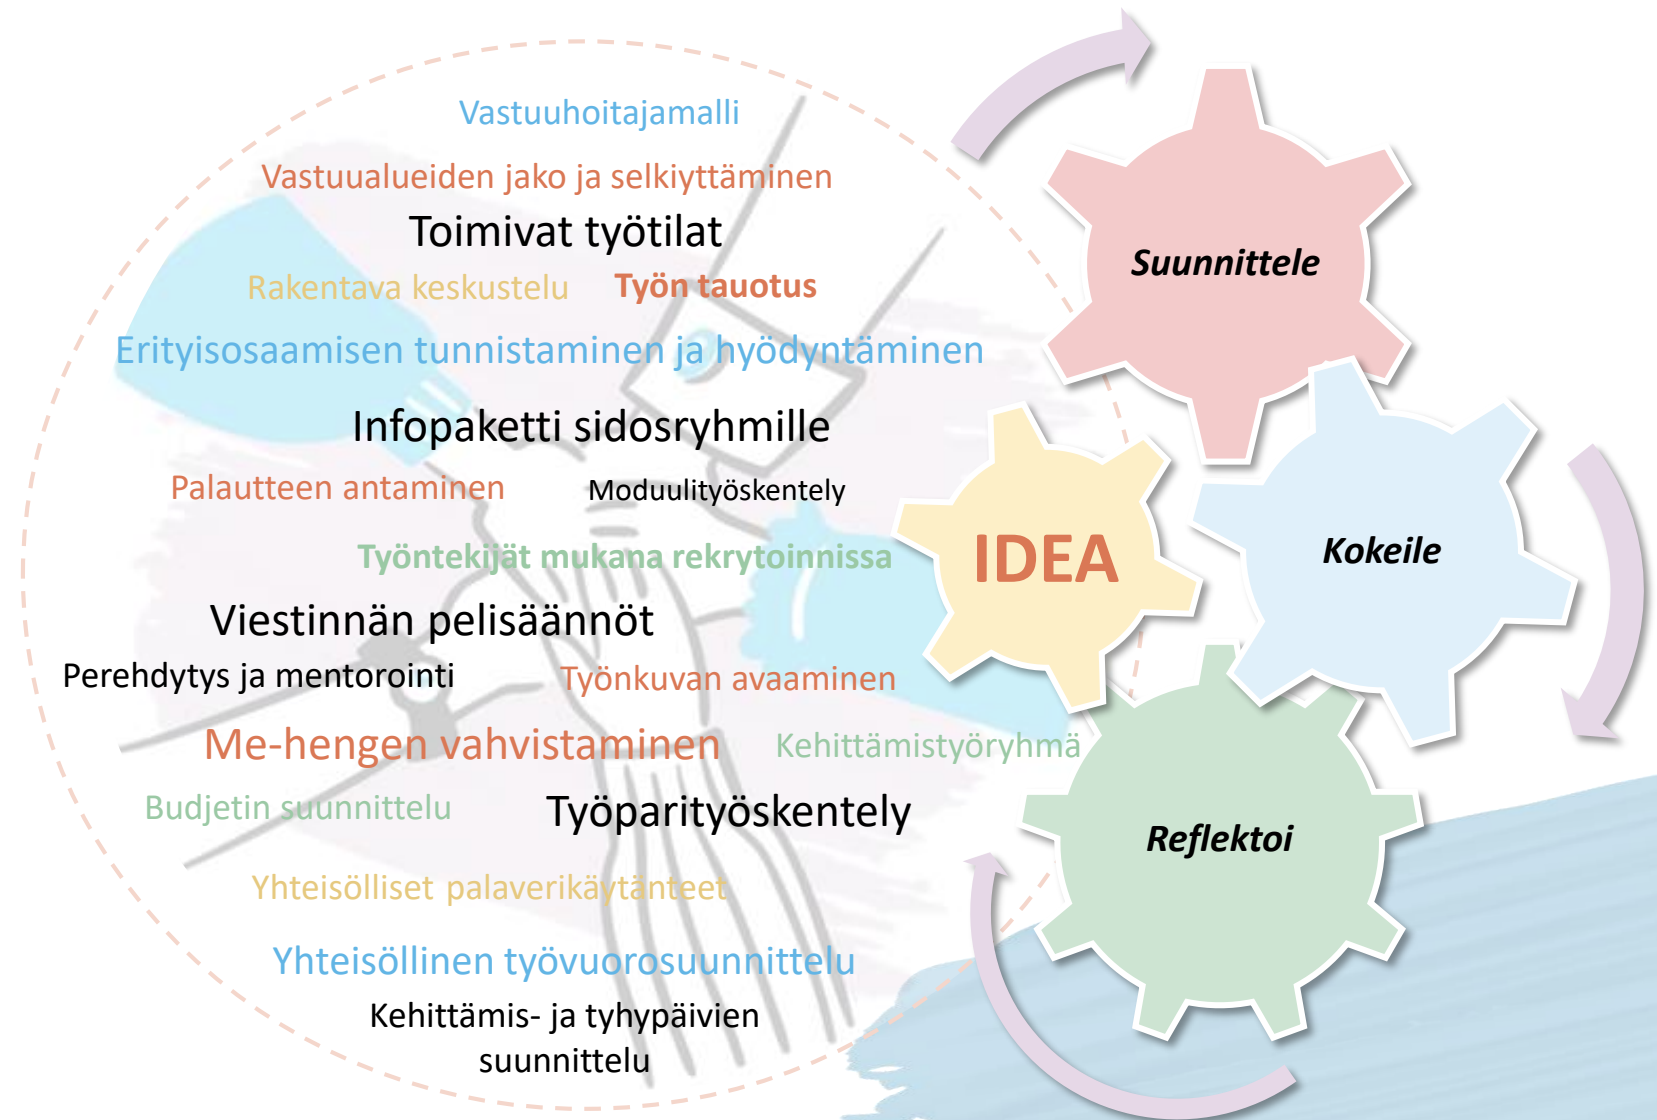 Vastuuhoitajamalli
Vastuualueiden jako ja selkiyttäminen
Toimivat työtilat
Rakentava keskustelu
Työn tauotus
Erityisosaamisen tunnistaminen ja hyödyntäminen
Infopaketti sidosryhmille
Palautteen antaminen
Moduulityöskentely
Työntekijät mukana rekrytoinnissa
Viestinnän pelisäännöt
Perehdytys ja mentorointi
Työnkuvan avaaminen
Me-hengen vahvistaminen
Kehittämistyöryhmä
Budjetin suunnittelu
Työparityöskentely
Yhteisölliset palaverikäytänteet
Yhteisöllinen työvuorosuunnittelu
Kehittämis- ja tyhypäivien
suunnittelu
IDEA
Suunnittele
Kokeile
Reflektoi